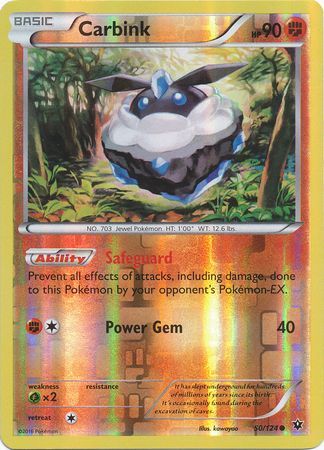 BASIC
Carbink
HP 90
NO. 703 Jewel Pokémon. HT: 1'00" WT: 12.6 lbs.
Ability Safeguard
Prevent all effects of attacks, including damage, done
to this Pokémon by your opponent's Pokémon-EX.
Power Gem 40
weakness resistance
×2
retreat
It has slept underground for hundreds
of millions of years since its birth.
It's occasionally found during the
excavation of caves.
Illus. kawayoo
©2016 Pokémon
50/124